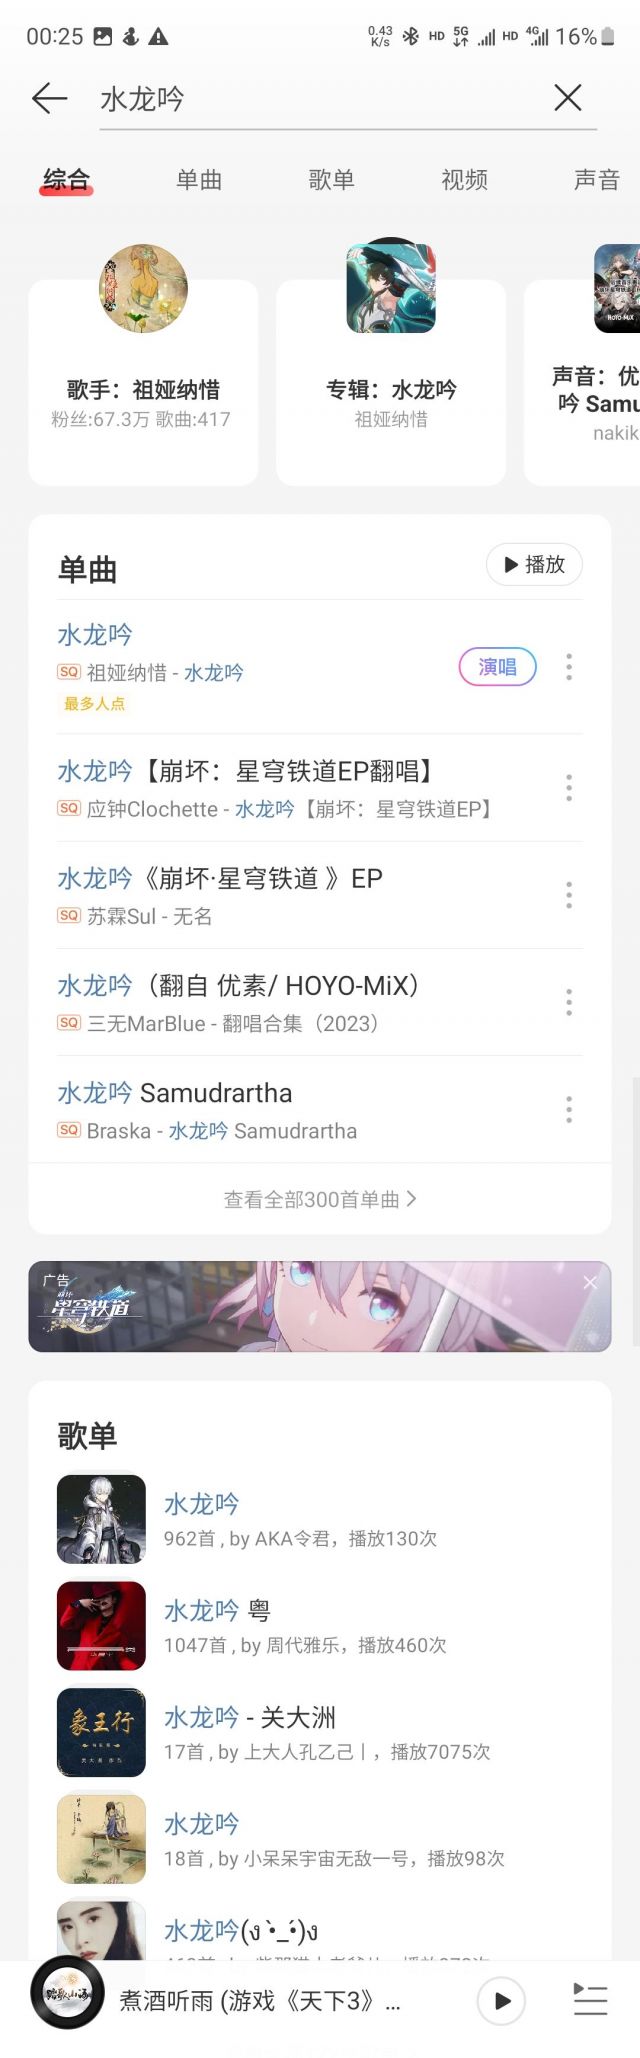 00:25
0.43
K/s
HD
5G
HD
4G
16%
水龙吟
综合
单曲
歌单
视频
声音
歌手：祖娅纳惜
粉丝:67.3万 歌曲:417
专辑：水龙吟
祖娅纳惜
声音：优
吟 Samu
nakik
HOYO-MiX
单曲
播放
水龙吟
SQ 祖娅纳惜 - 水龙吟
最多人点
演唱
水龙吟【崩坏：星穹铁道EP翻唱】
SQ 应钟Clochette - 水龙吟【崩坏：星穹铁道EP】
水龙吟《崩坏·星穹铁道 》EP
SQ 苏霖Sul - 无名
水龙吟（翻自 优素/ HOYO-MiX）
SQ 三无MarBlue - 翻唱合集（2023）
水龙吟 Samudrartha
SQ Braska - 水龙吟 Samudrartha
查看全部300首单曲
广告
崩坏
星穹铁道
歌单
水龙吟
962首 , by AKA令君，播放130次
水龙吟 粤
1047首 , by 周代雅乐，播放460次
象王行
水龙吟 - 关大洲
17首 , by 上大人孔乙己丨，播放7075次
水龙吟
18首 , by 小呆呆宇宙无敌一号，播放98次
水龙吟(ง •̀_•́)ง
踏歌山海
煮酒听雨 (游戏《天下3》...